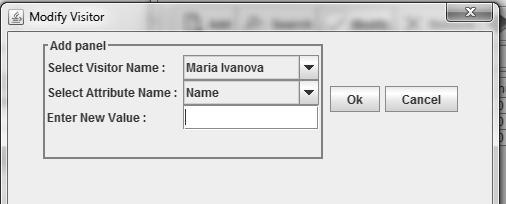 Modify Visitor
Add panel
Select Visitor Name : Maria Ivanova
Select Attribute Name : Name
Enter New Value :
Ok Cancel